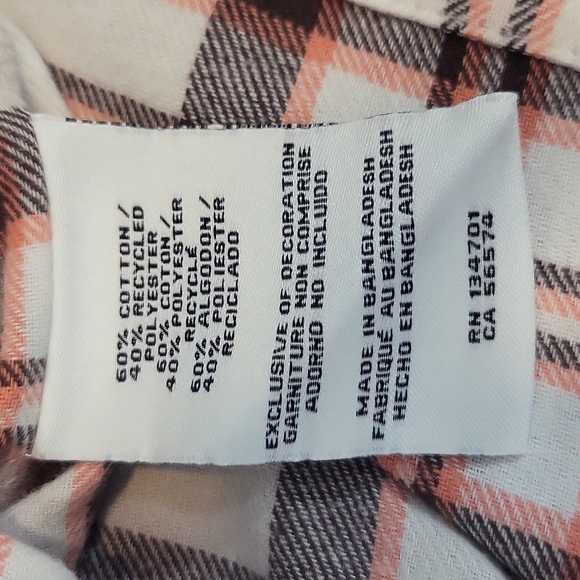 60% COTTON /
40% RECYCLED
POLYESTER
60% COTON /
40% POLYESTER
RECYCLÉ
60% ALGODON /
40% POLIESTER
RECICLADO
EXCLUSIVE OF DECORATION
GARNITURE NON COMPRISE
ADORNO NO INCLUIDO
MADE IN BANGLADESH
FABRIQUÉ AU BANGLADESH
HECHO EN BANGLADESH
RN 134701
CA 56574